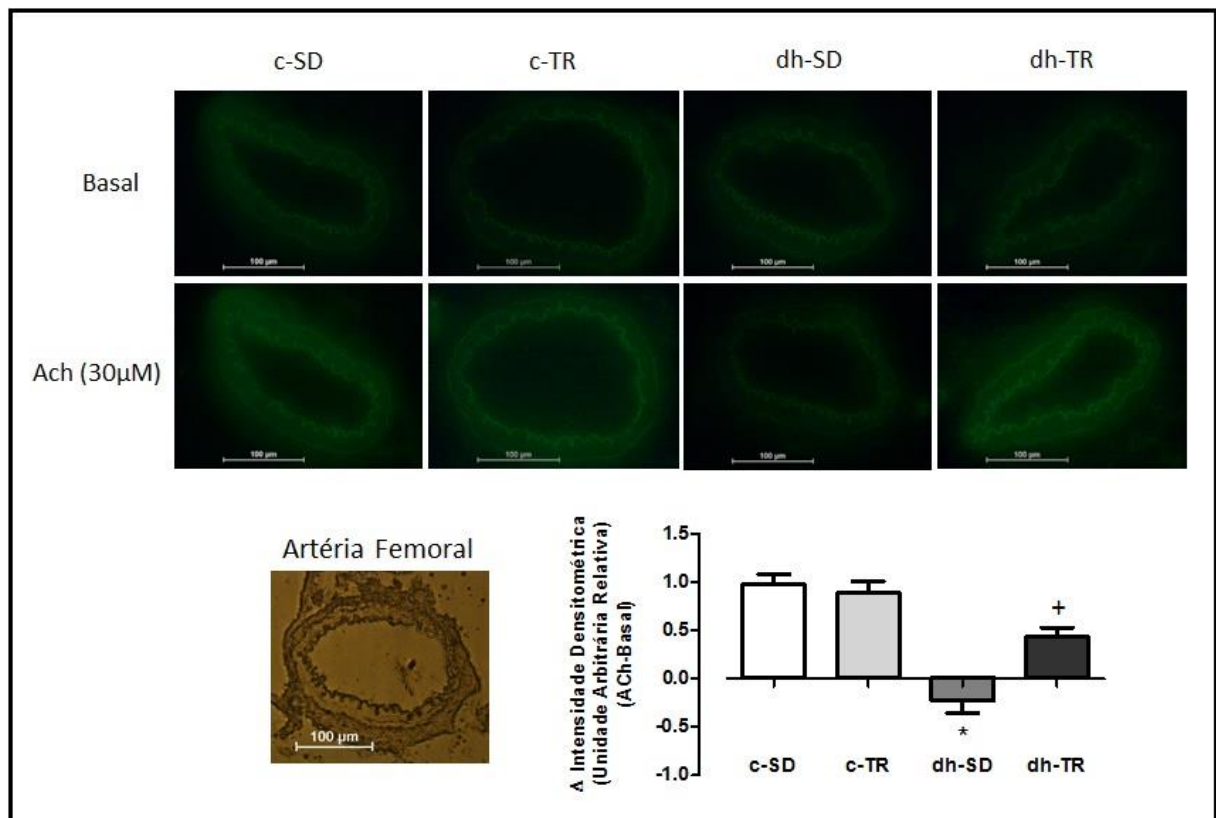 c-SD c-TR dh-SD dh-TR
Basal
100 µm 100 µm 100 µm 100 µm
Ach (30µM)
100 µm 100 µm 100 µm 100 µm
Artéria Femoral
100 µm
Δ Intensidade Densitométrica
(Unidade Arbitrária Relativa)
(ACh-Basal)
1.5
1.0
0.5
0.0
-0.5
-1.0
+
*
c-SD c-TR dh-SD dh-TR